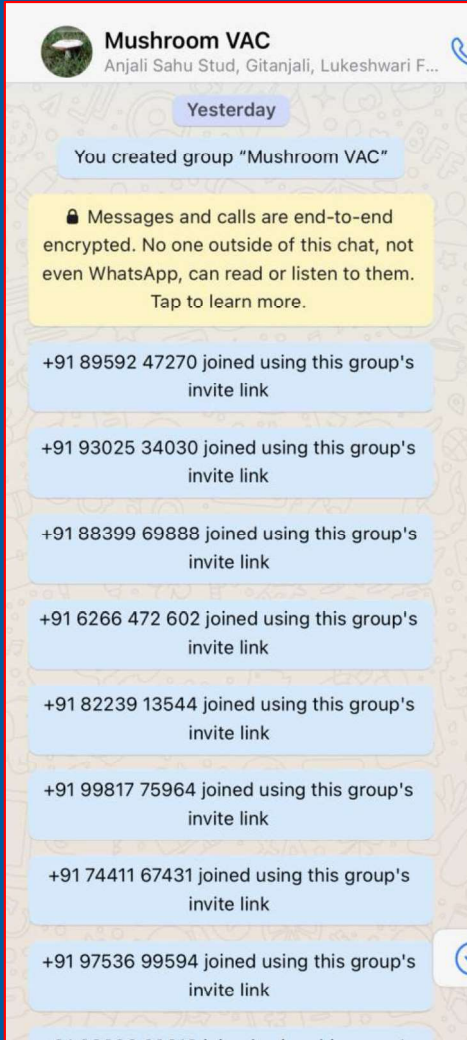 Mushroom VAC
Anjali Sahu Stud, Gitanjali, Lukeshwari F...
Yesterday
You created group “Mushroom VAC”
Messages and calls are end-to-end
encrypted. No one outside of this chat, not
even WhatsApp, can read or listen to them.
Tap to learn more.
+91 89592 47270 joined using this group's
invite link
+91 93025 34030 joined using this group's
invite link
+91 88399 69888 joined using this group's
invite link
+91 6266 472 602 joined using this group's
invite link
+91 82239 13544 joined using this group's
invite link
+91 99817 75964 joined using this group's
invite link
+91 74411 67431 joined using this group's
invite link
+91 97536 99594 joined using this group's
invite link